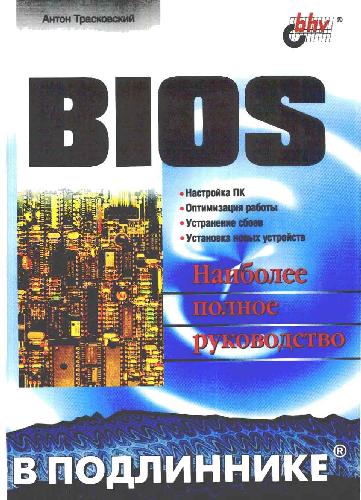 Антон Трасковский
bhv®
BIOS
• Настройка ПК
• Оптимизация работы
• Устранение сбоев
• Установка новых устройств
Наиболее
полное
руководство
В ПОДЛИННИКЕ®